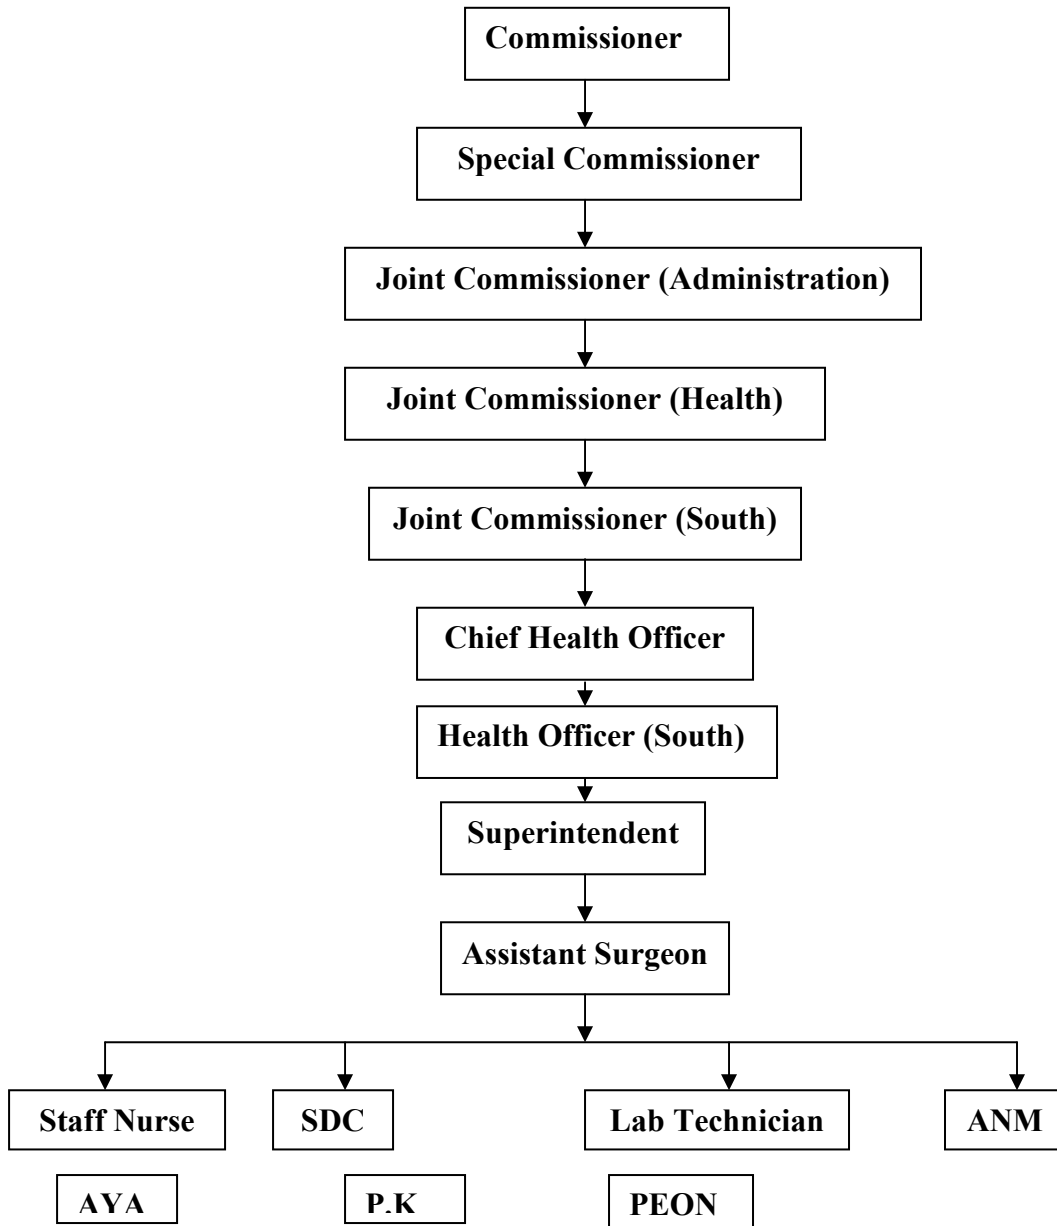 Commissioner
Special Commissioner
Joint Commissioner (Administration)
Joint Commissioner (Health)
Joint Commissioner (South)
Chief Health Officer
Health Officer (South)
Superintendent
Assistant Surgeon
Staff Nurse
SDC
Lab Technician
ANM
AYA
P.K
PEON